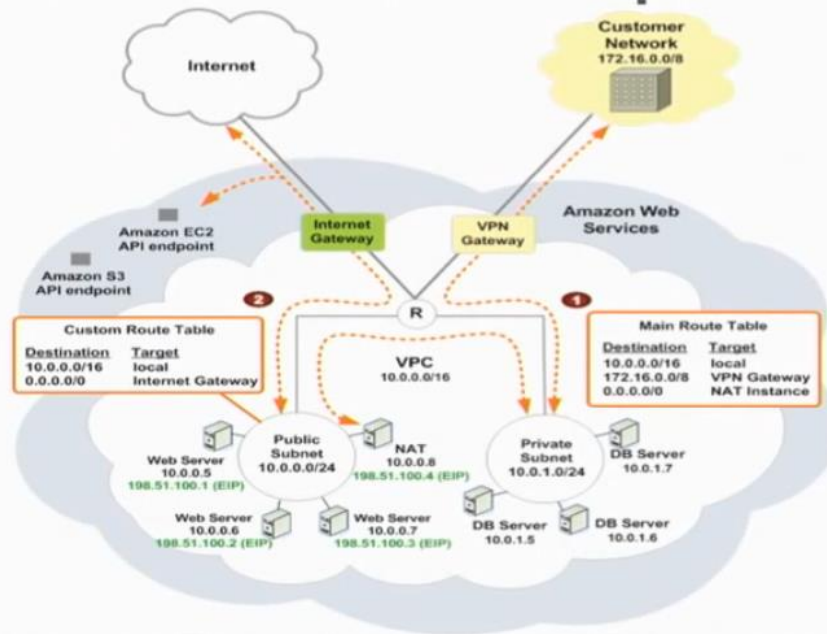 Internet
Customer
Network
172.16.0.0/8
Amazon EC2
API endpoint
Amazon S3
API endpoint
Internet
Gateway
VPN
Gateway
Amazon Web
Services
2
R
1
Custom Route Table
Destination Target
10.0.0.0/16 local
0.0.0.0/0 Internet Gateway
VPC
10.0.0.0/16
Main Route Table
Destination Target
10.0.0.0/16 local
172.16.0.0/8 VPN Gateway
0.0.0.0/0 NAT Instance
Web Server
10.0.0.5
198.51.100.1 (EIP)
Public
Subnet
10.0.0.0/24
NAT
10.0.0.8
198.51.100.4 (EIP)
Private
Subnet
10.0.1.0/24
DB Server
10.0.1.7
Web Server
10.0.0.6
198.51.100.2 (EIP)
Web Server
10.0.0.7
198.51.100.3 (EIP)
DB Server
10.0.1.5
DB Server
10.0.1.6